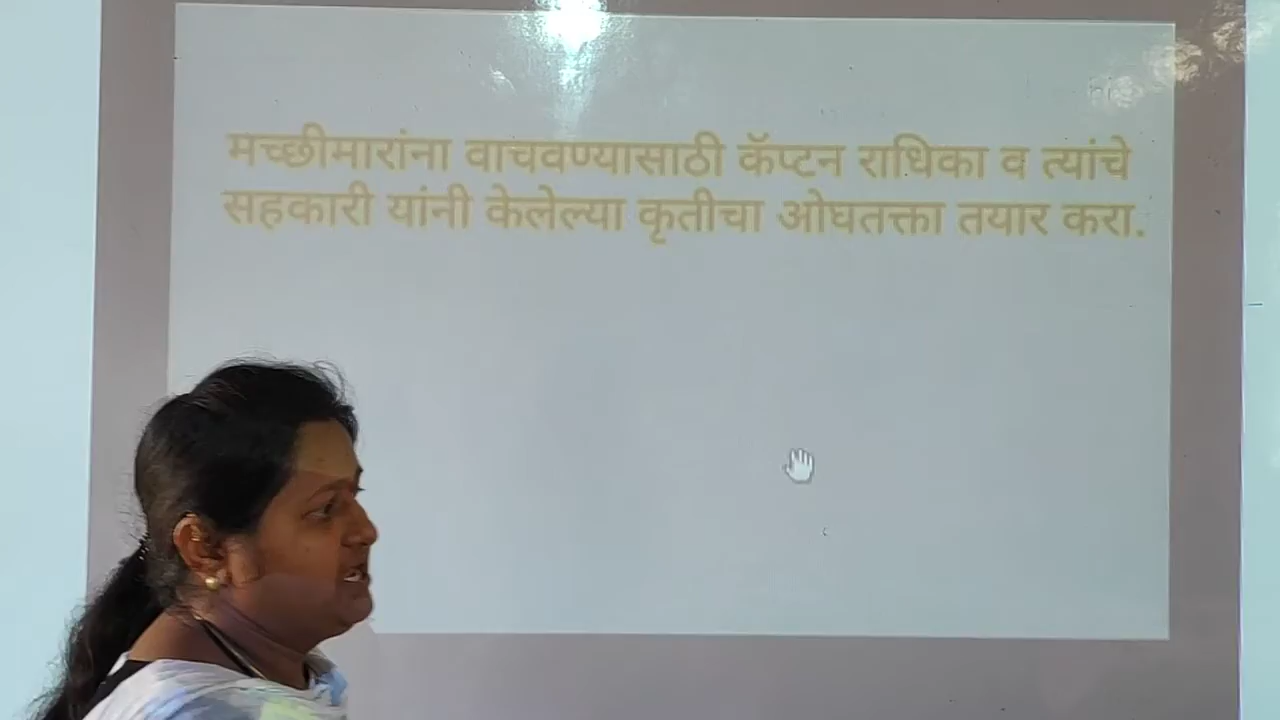 मच्छीमारांना वाचवण्यासाठी कॅप्टन राधिका व त्यांचे
सहकारी यांनी केलेल्या कृतीचा ओघतक्ता तयार करा.